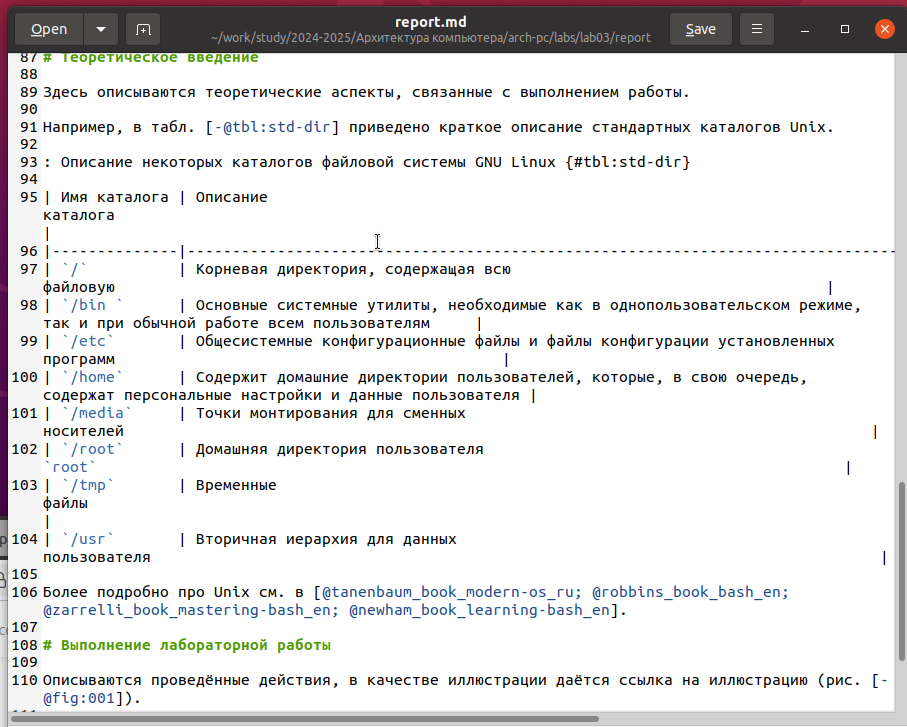 Open
report.md
~/work/study/2024-2025/Архитектура компьютера/arch-pc/labs/lab03/report
Save
87 # Теоретическое введение
88
89 Здесь описываются теоретические аспекты, связанные с выполнением работы.
90
91 Например, в табл. [-@tbl:std-dir] приведено краткое описание стандартных каталогов Unix.
92
93 : Описание некоторых каталогов файловой системы GNU Linux {#tbl:std-dir}
94
95 | Имя каталога | Описание
каталога
|
96 |--------------|-------------------------------------------------------------------------------
97 | `/`          | Корневая директория, содержащая всю
файловую |
98 | `/bin `      | Основные системные утилиты, необходимые как в однопользовательском режиме,
так и при обычной работе всем пользователям |
99 | `/etc`       | Общесистемные конфигурационные файлы и файлы конфигурации установленных
программ |
100 | `/home`      | Содержит домашние директории пользователей, которые, в свою очередь,
содержат персональные настройки и данные пользователя |
101 | `/media`     | Точки монтирования для сменных
носителей |
102 | `/root`      | Домашняя директория пользователя
`root` |
103 | `/tmp`       | Временные
файлы
|
104 | `/usr`       | Вторичная иерархия для данных
пользователя |
105
106 Более подробно про Unix см. в [@tanenbaum_book_modern-os_ru; @robbins_book_bash_en;
@zarrelli_book_mastering-bash_en; @newham_book_learning-bash_en].
107
108 # Выполнение лабораторной работы
109
110 Описываются проведённые действия, в качестве иллюстрации даётся ссылка на иллюстрацию (рис. [-
@fig:001]).